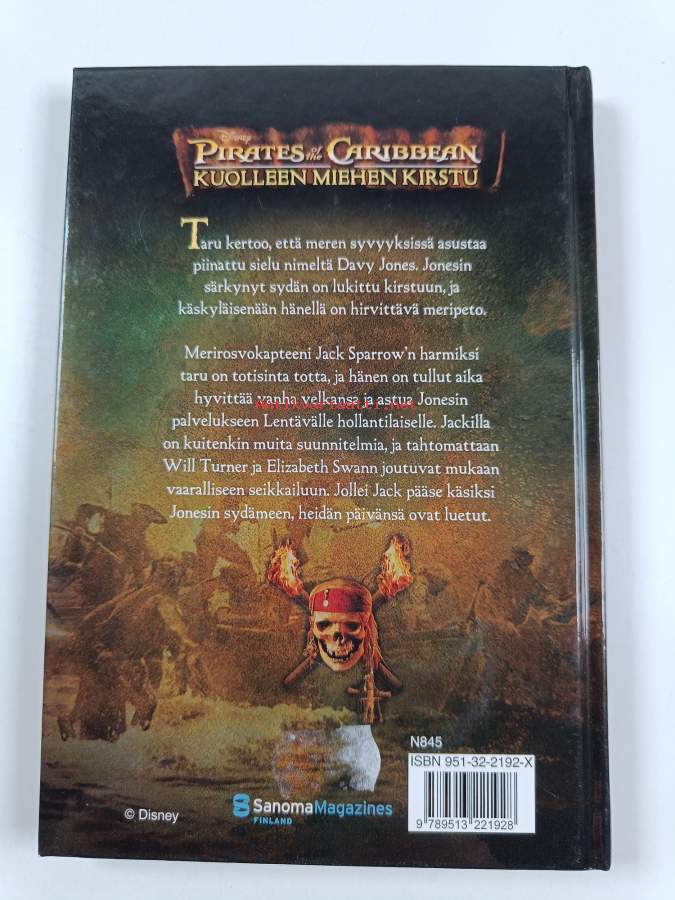 Disney
PIRATES of the CARIBBEAN
KUOLLEEN MIEHEN KIRSTU
Taru kertoo, että meren syvyyksissä asustaa
piinattu sielu nimeltä Davy Jones. Jonesin
särkynyt sydän on lukittu kirstuun, ja
käskyläisenään hänellä on hirvittävä meripeto.
Merirosvokapteeni Jack Sparrow'n harmiksi
taru on totisinta totta, ja hänen on tullut aika
hyvittää vanha velkansa ja astua Jonesin
palvelukseen Lentävälle hollantilaiselle. Jackilla
on kuitenkin muita suunnitelmia, ja tahtomattaan
Will Turner ja Elizabeth Swann joutuvat mukaan
vaaralliseen seikkailuun. Jollei Jack pääse käsiksi
Jonesin sydämeen, heidän päivänsä ovat luetut.
N845
ISBN 951-32-2192-X
9 789513 221928
© Disney
SanomaMagazines
FINLAND